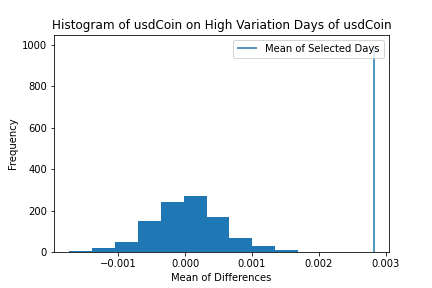 Histogram of usdCoin on High Variation Days of usdCoin
Mean of Selected Days
1000
800
600
400
200
0
Frequency
−0.001 0.000 0.001 0.002 0.003
Mean of Differences